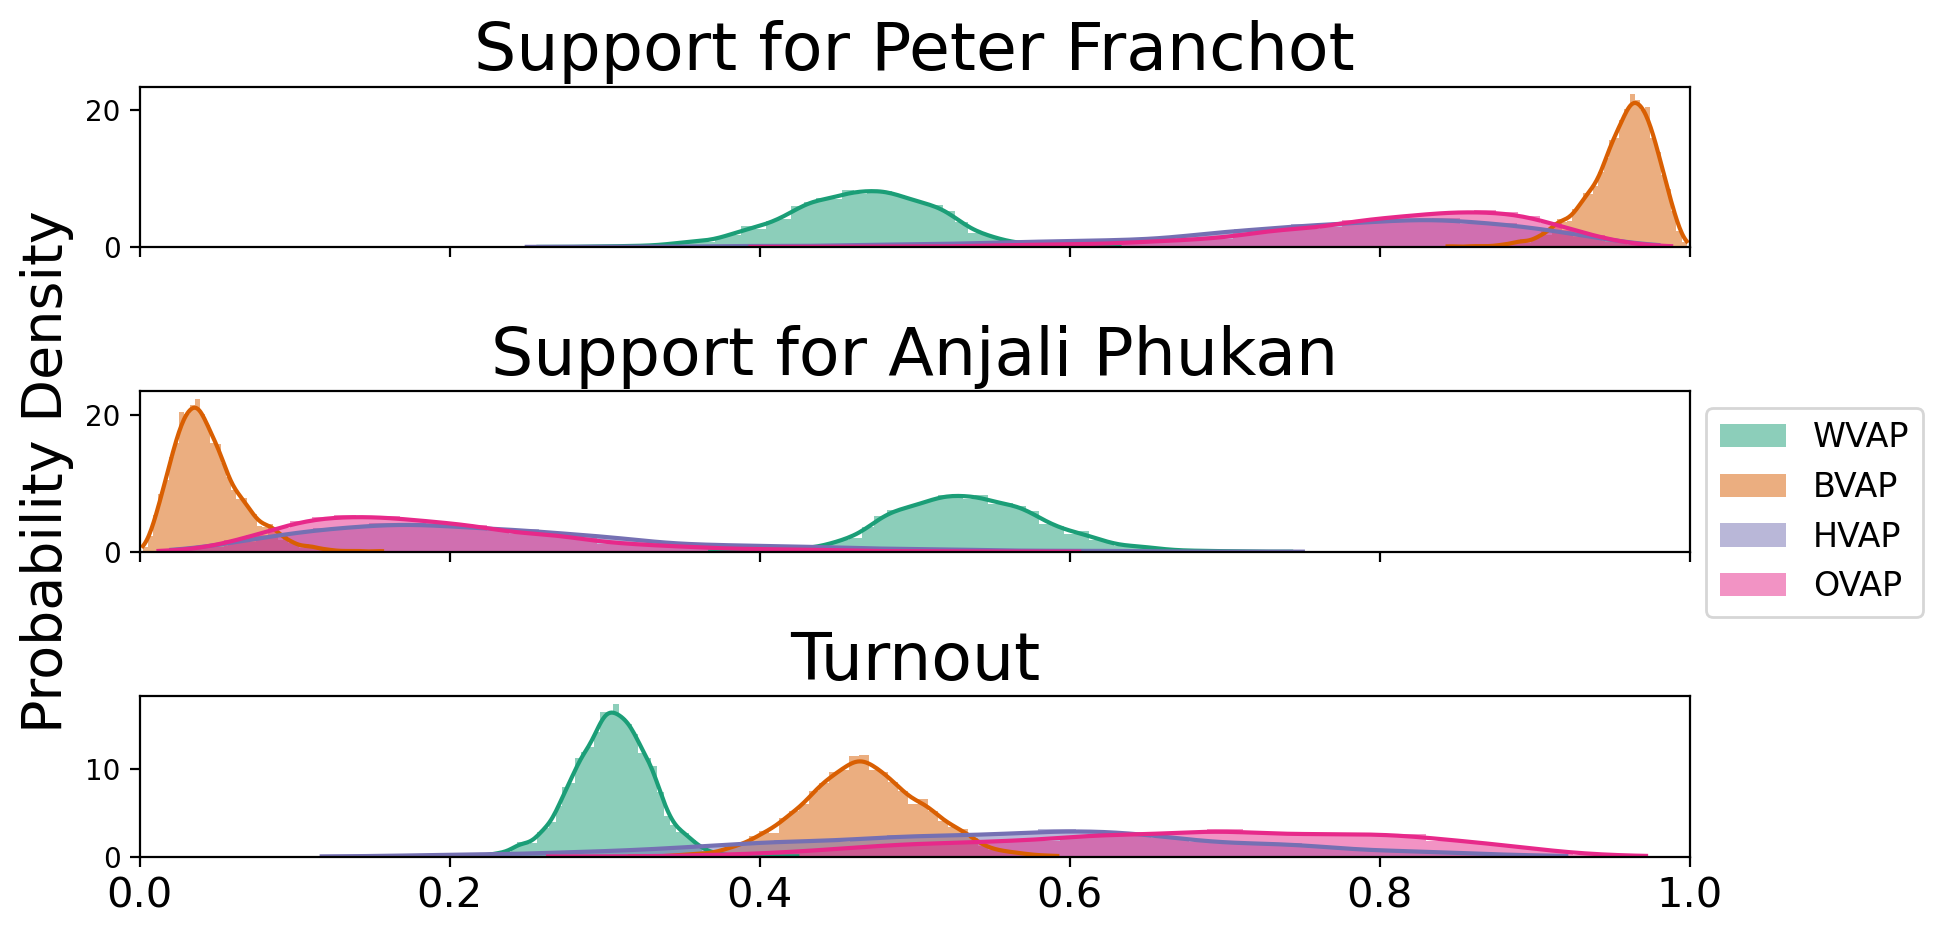 Support for Peter Franchot
20
0
Support for Anjali Phukan
20
0
Probability Density
WVAP
BVAP
HVAP
OVAP
Turnout
10
0
0.0 0.2 0.4 0.6 0.8 1.0